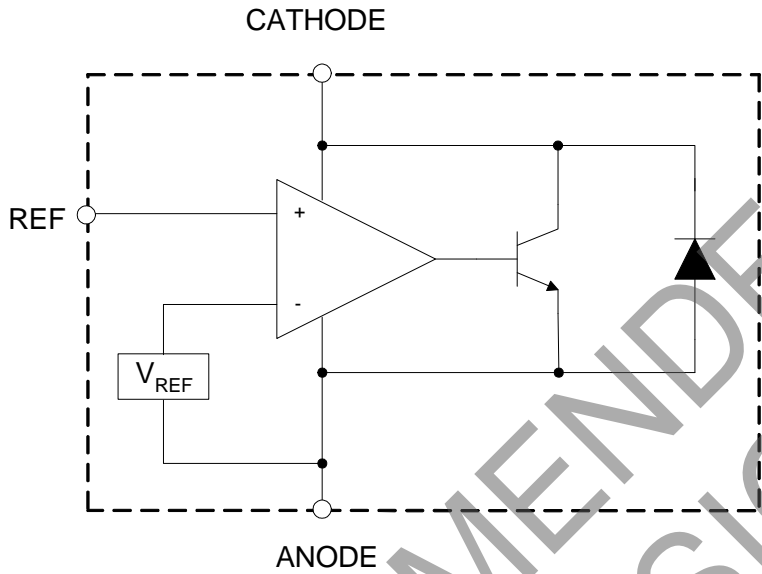 CATHODE
REF
+
-
VREF
ANODE